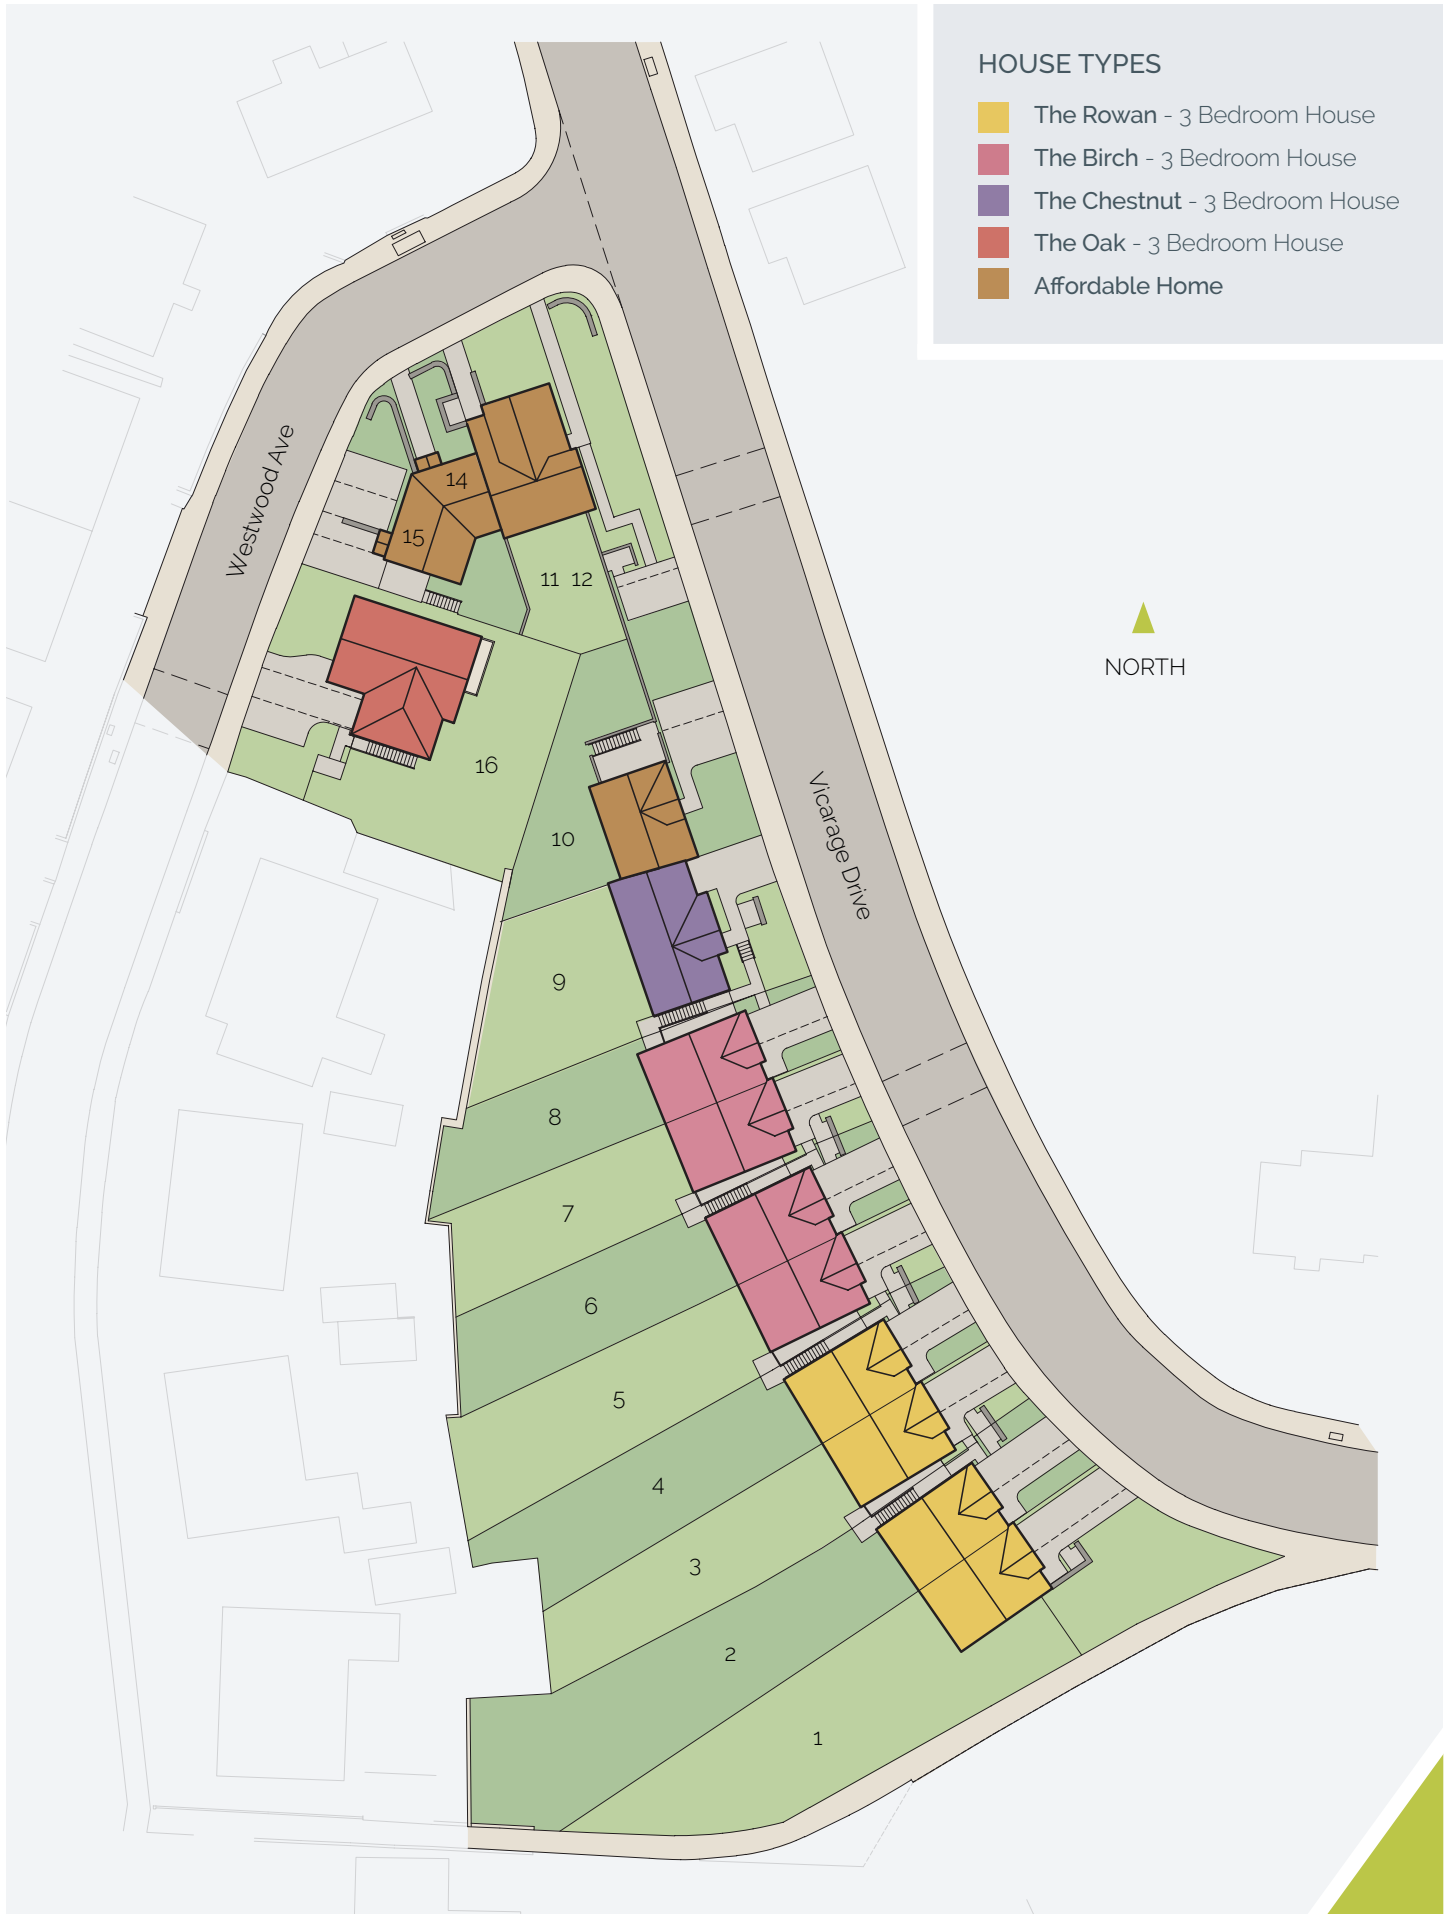 HOUSE TYPES
The Rowan - 3 Bedroom House
The Birch - 3 Bedroom House
The Chestnut - 3 Bedroom House
The Oak - 3 Bedroom House
Affordable Home
Westwood Ave
14
15
11 12
NORTH
16
10
Vicarage Drive
9
8
7
6
5
4
3
2
1